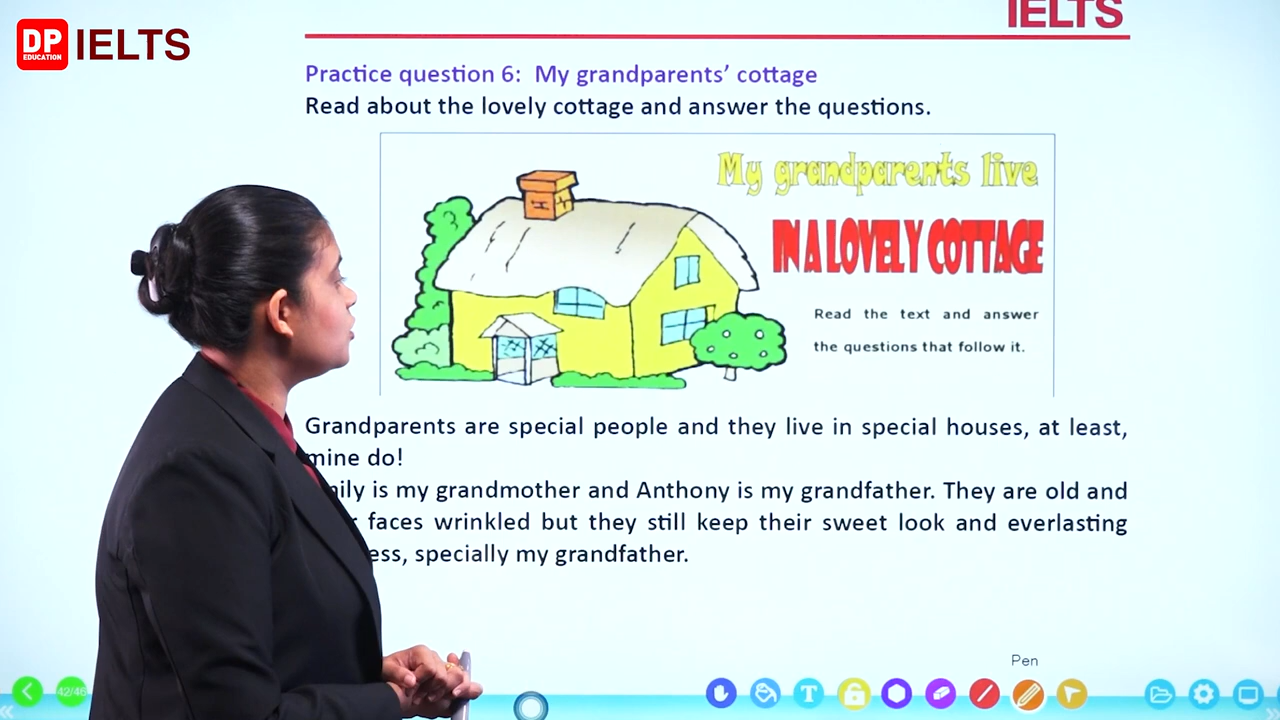 DP
EDUCATION
IELTS
IELTS
Practice question 6: My grandparents’ cottage
Read about the lovely cottage and answer the questions.
My grandparents live
IN A LOVELY COTTAGE
Read the text and answer
the questions that follow it.
Grandparents are special people and they live in special houses, at least,
mine do!
is my grandmother and Anthony is my grandfather. They are old and
faces wrinkled but they still keep their sweet look and everlasting
specially my grandfather.
Pen
42/46
T